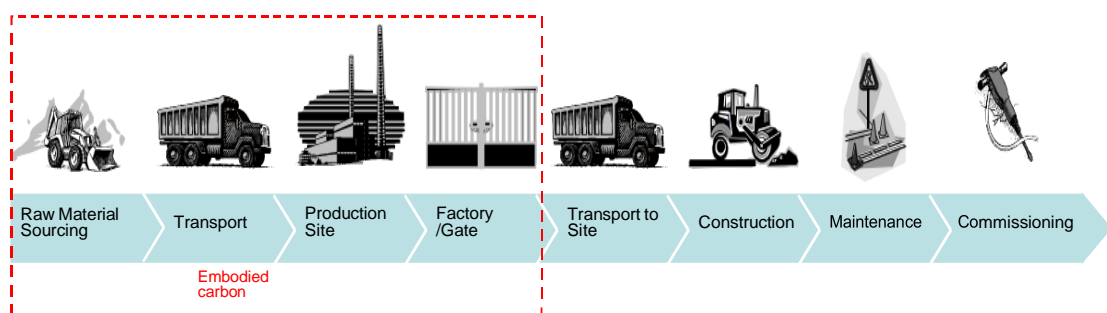 Raw Material
Sourcing
Transport
Production
Site
Factory
/Gate
Transport to
Site
Construction
Maintenance
Commissioning
Embodied
carbon